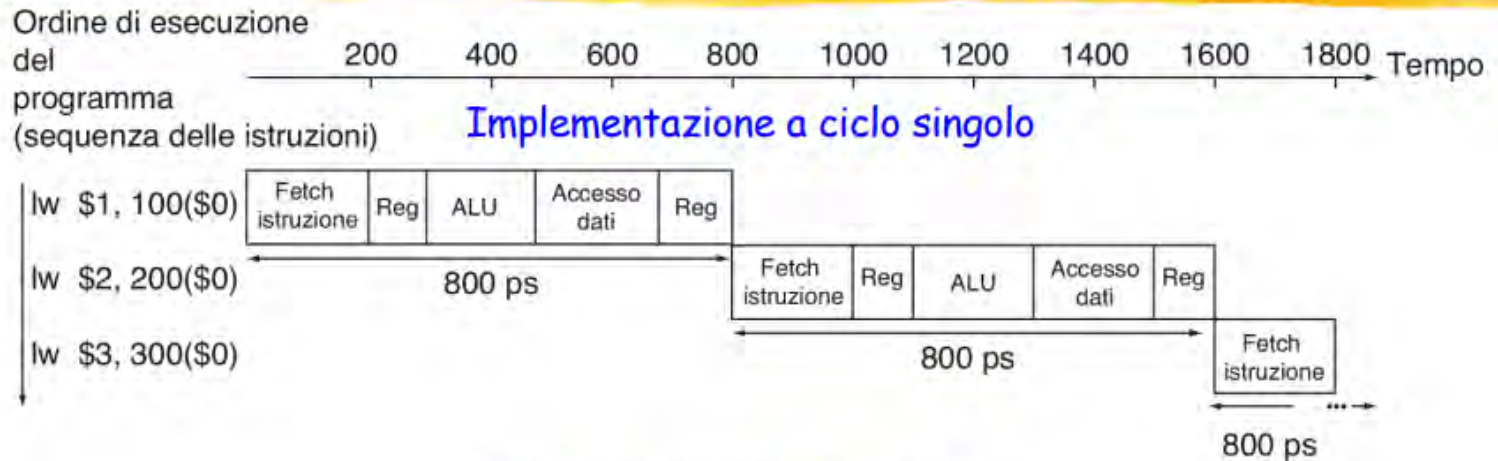 Ordine di esecuzione
del
programma
(sequenza delle istruzioni)
200 400 600 800 1000 1200 1400 1600 1800 Tempo
Implementazione a ciclo singolo
lw $1, 100($0)
Fetch
istruzione
Reg
ALU
Accesso
dati
Reg
800 ps
lw $2, 200($0)
Fetch
istruzione
Reg
ALU
Accesso
dati
Reg
800 ps
lw $3, 300($0)
Fetch
istruzione
...
800 ps